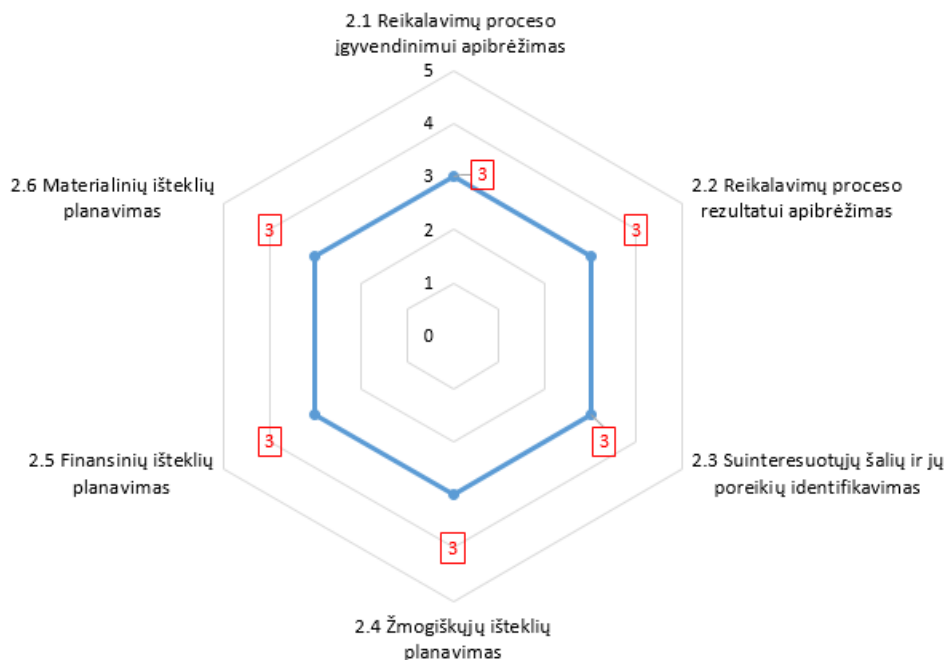 2.1 Reikalavimų proceso
įgyvendinimui apibrėžimas
5
4
3
3
2
1
0
2.6 Materialinių išteklių
planavimas
3
2.2 Reikalavimų proceso
rezultatui apibrėžimas
3
2.5 Finansinių išteklių
planavimas
3
2.3 Suinteresuotųjų šalių ir jų
poreikių identifikavimas
3
3
2.4 Žmogiškųjų išteklių
planavimas